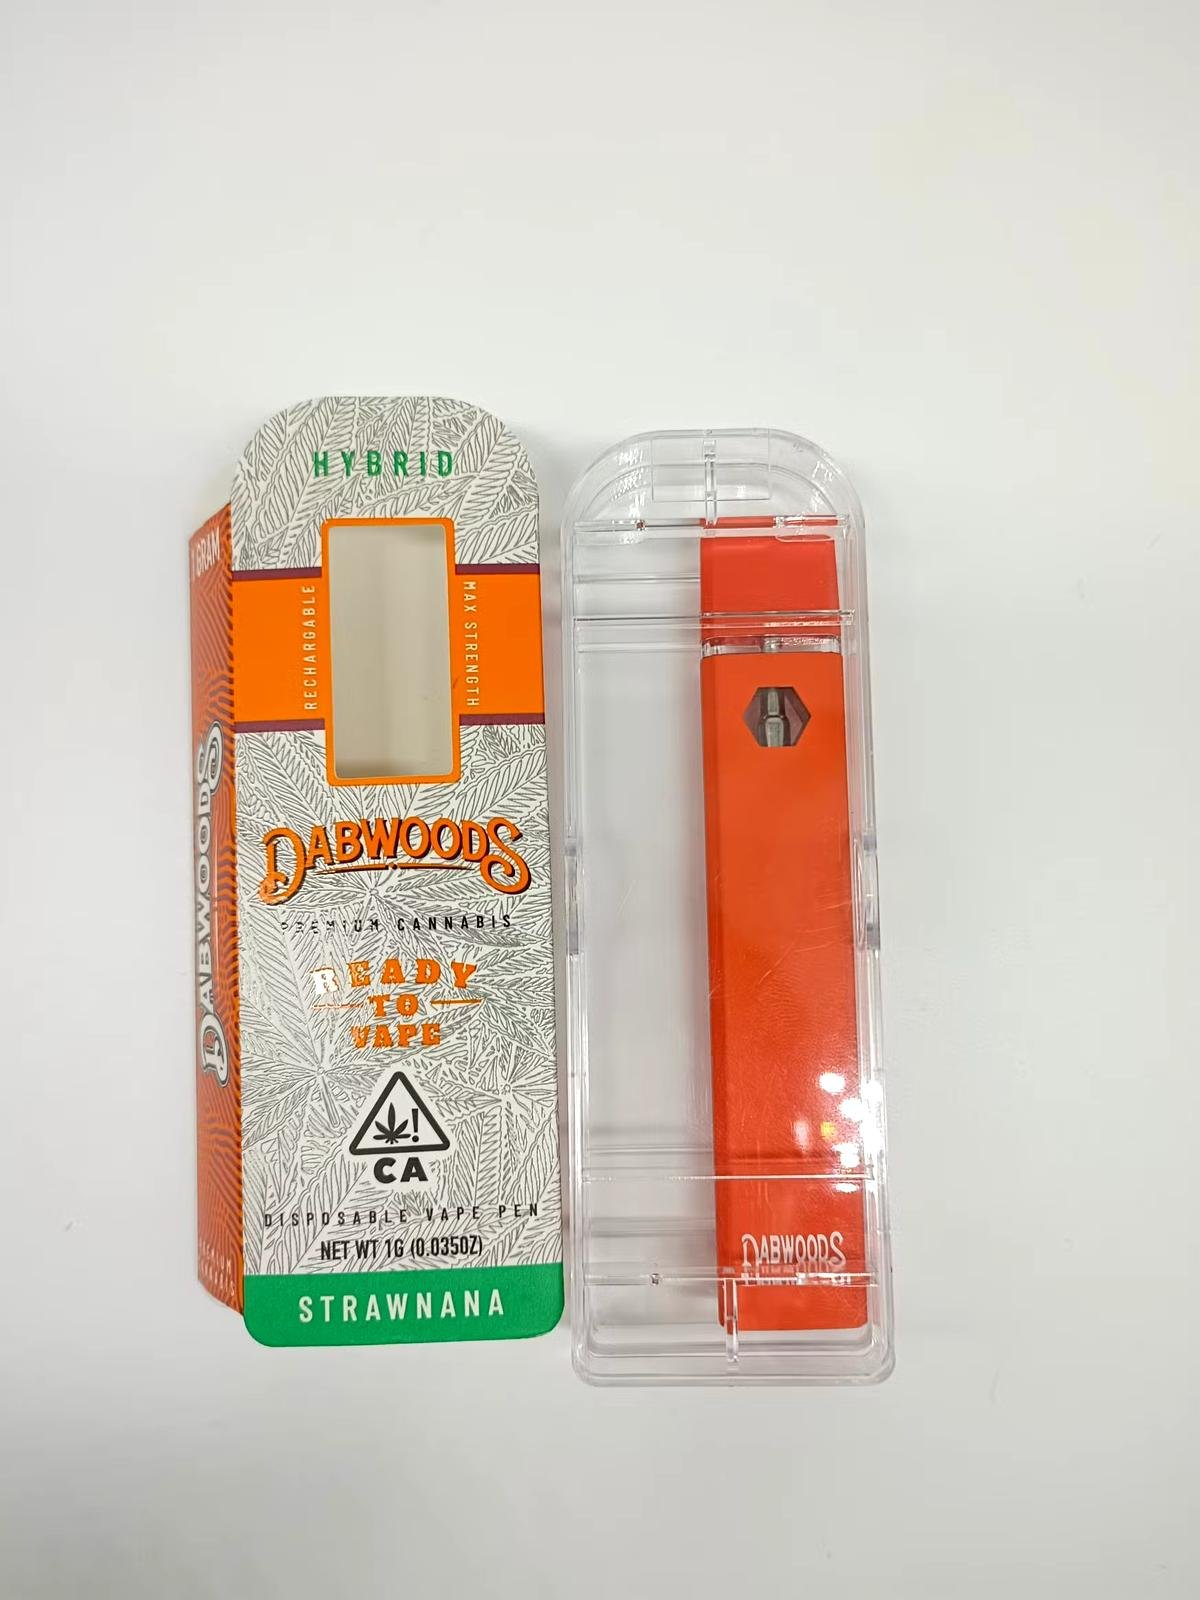 HYBRID
RECHARGABLE
MAX STRENGTH
DABWOODS
PREMIUM CANNABIS
READY
TO
VAPE
CA
DISPOSABLE VAPE PEN
NET WT 1G (0.035OZ)
STRAWNANA
GRAM
DABWOODS
DABWOODS